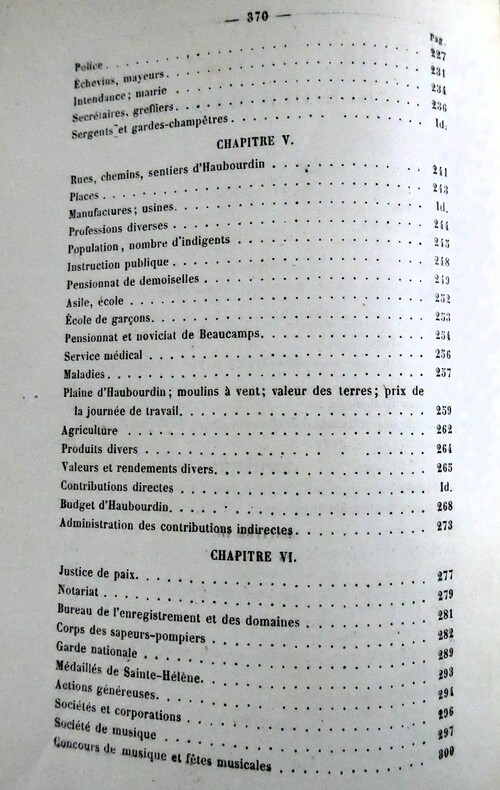 — 370 —
Pag.
Police . . . . . . . . . . . . . . . . . 227
Échevins, mayeurs. . . . . . . . . . . . . . . . . 231
Intendance; mairie . . . . . . . . . . . . . . . . . 234
Secrétaires, greffiers. . . . . . . . . . . . . . . . . 236
Sergents et gardes-champêtres . . . . . . . . . . . . . . . Id.
CHAPITRE V.
Rues, chemins, sentiers d'Haubourdin . . . . . . . . . . . . 241
Places . . . . . . . . . . . . . . . . . 243
Manufactures; usines. . . . . . . . . . . . . . . . . Id.
Professions diverses . . . . . . . . . . . . . . . . . 244
Population, nombre d'indigents . . . . . . . . . . . . . . . 245
Instruction publique . . . . . . . . . . . . . . . . . 248
Pensionnat de demoiselles . . . . . . . . . . . . . . . . . 249
Asile, école . . . . . . . . . . . . . . . . . 252
École de garçons. . . . . . . . . . . . . . . . . 253
Pensionnat et noviciat de Beaucamps. . . . . . . . . . . . . 254
Service médical . . . . . . . . . . . . . . . . . 256
Maladies. . . . . . . . . . . . . . . . . 257
Plaine d'Haubourdin; moulins à vent; valeur des terres; prix de
la journée de travail. . . . . . . . . . . . . . . . . 259
Agriculture . . . . . . . . . . . . . . . . . 262
Produits divers . . . . . . . . . . . . . . . . . 264
Valeurs et rendements divers. . . . . . . . . . . . . . . . . 265
Contributions directes . . . . . . . . . . . . . . . . . Id.
Budget d'Haubourdin. . . . . . . . . . . . . . . . . 268
Administration des contributions indirectes. . . . . . . . . . 273
CHAPITRE VI.
Justice de paix. . . . . . . . . . . . . . . . . 277
Notariat . . . . . . . . . . . . . . . . . 279
Bureau de l'enregistrement et des domaines . . . . . . . . . 281
Corps des sapeurs-pompiers . . . . . . . . . . . . . . . . . 282
Garde nationale . . . . . . . . . . . . . . . . . 289
Médaillés de Sainte-Hélène. . . . . . . . . . . . . . . . . 293
Actions généreuses. . . . . . . . . . . . . . . . . 294
Sociétés et corporations . . . . . . . . . . . . . . . . . 296
Société de musique . . . . . . . . . . . . . . . . . 297
Concours de musique et fêtes musicales . . . . . . . . . . . 300